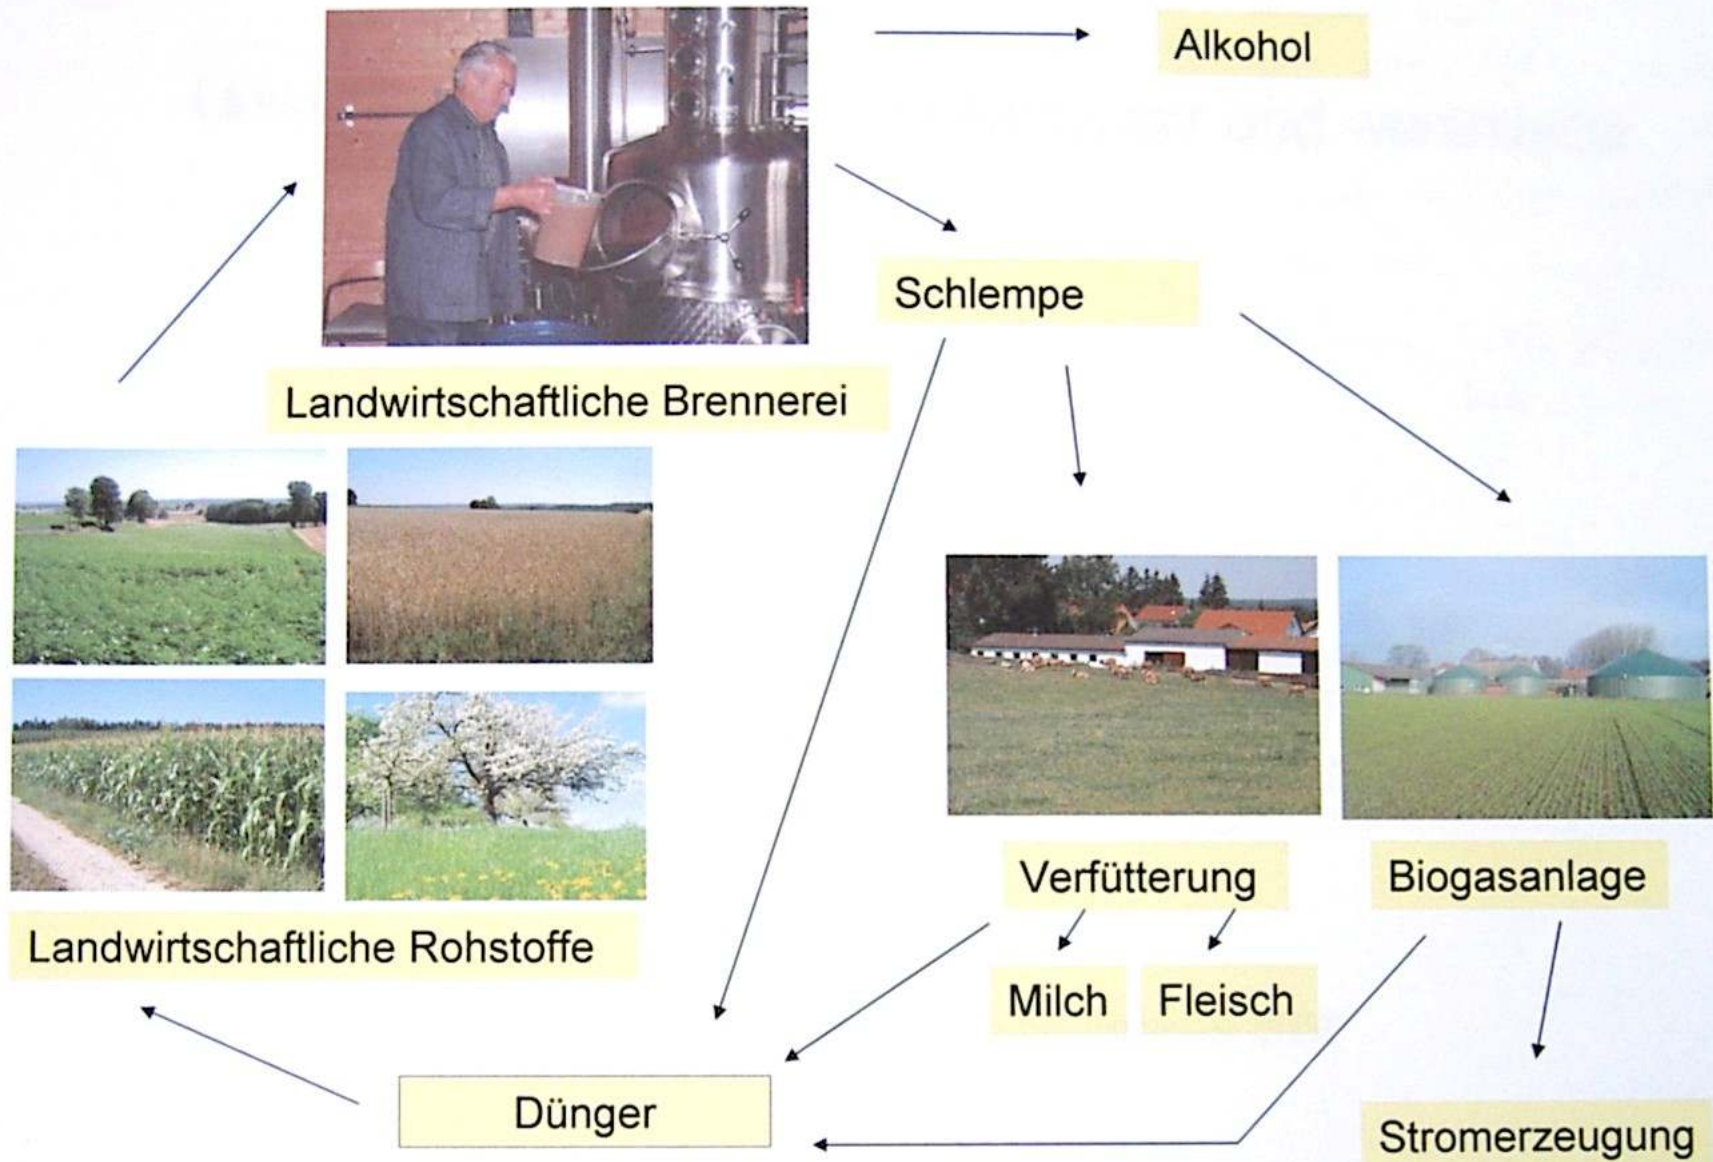 Alkohol
Schlempe
Landwirtschaftliche Brennerei
Verfütterung
Biogasanlage
Landwirtschaftliche Rohstoffe
Milch
Fleisch
Dünger
Stromerzeugung